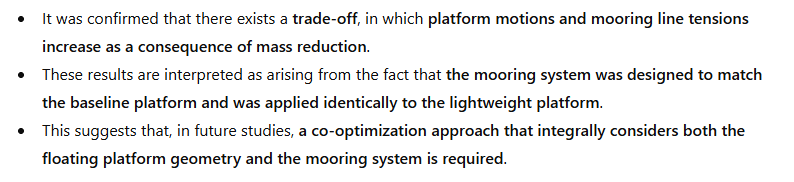 • It was confirmed that there exists a trade-off, in which platform motions and mooring line tensions
increase as a consequence of mass reduction.
• These results are interpreted as arising from the fact that the mooring system was designed to match
the baseline platform and was applied identically to the lightweight platform.
• This suggests that, in future studies, a co-optimization approach that integrally considers both the
floating platform geometry and the mooring system is required.